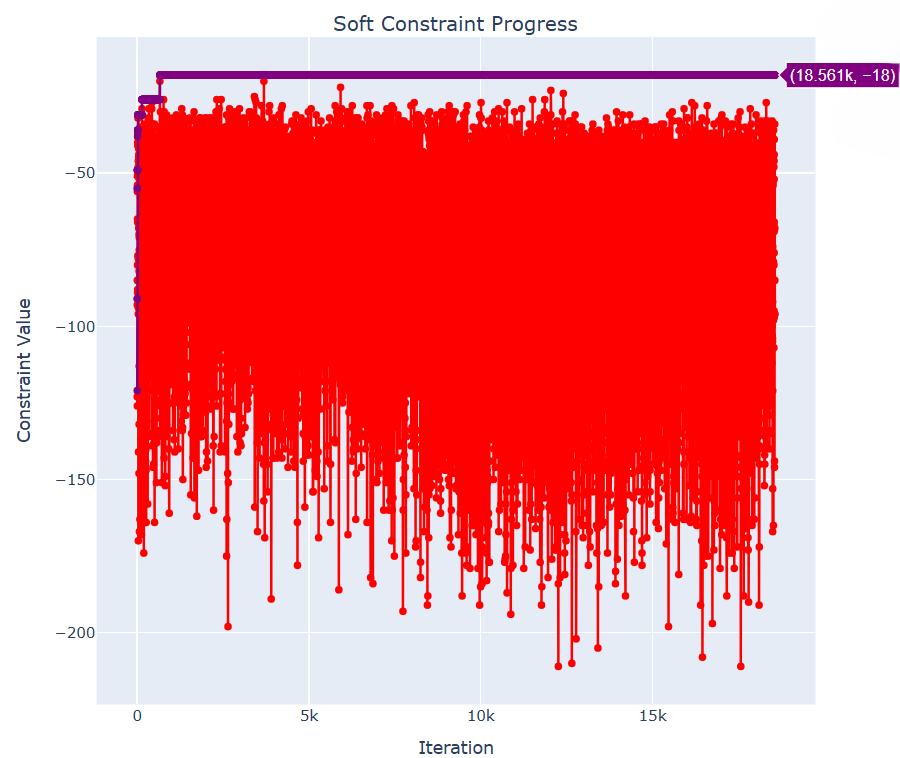 Soft Constraint Progress
(18.561k, −18)
−50
−100
−150
−200
Constraint Value
0
5k
10k
15k
Iteration